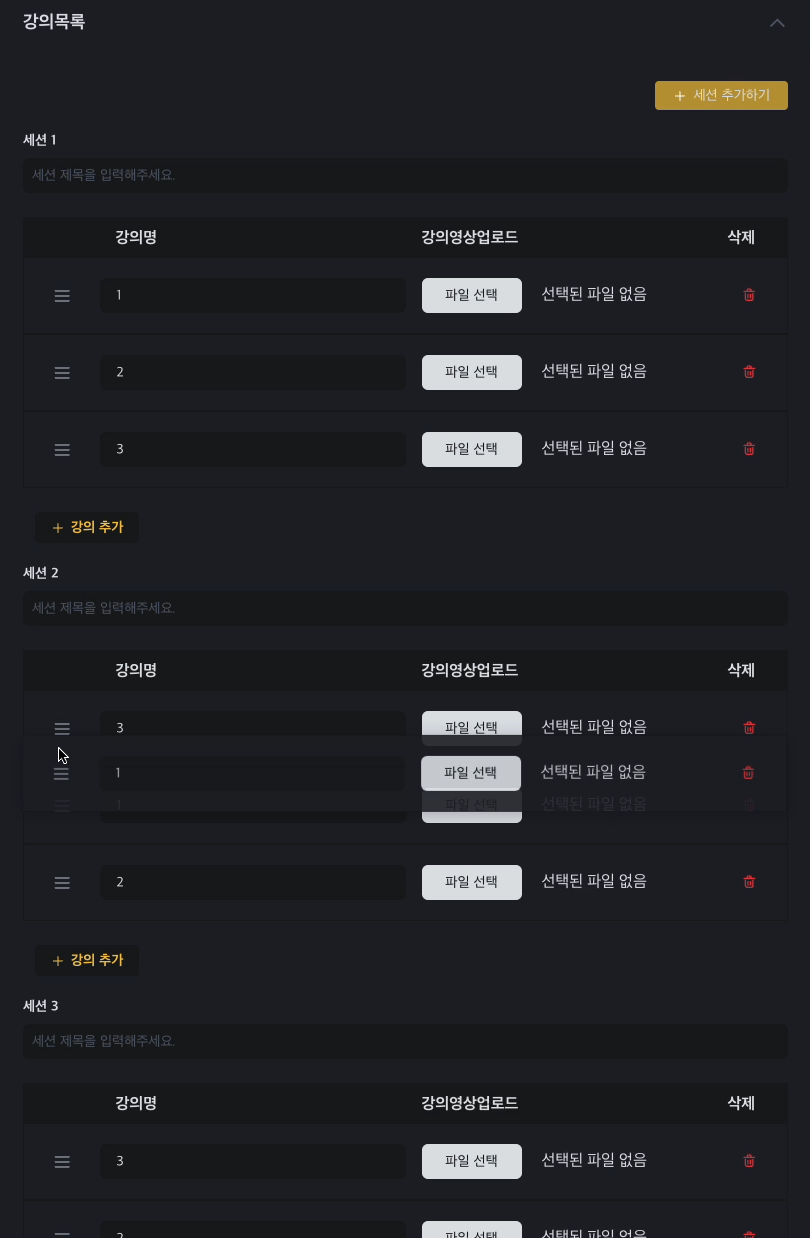 강의목록
세션 추가하기
세션 1
세션 제목을 입력해주세요.
강의명 강의영상업로드 삭제
1 파일 선택 선택된 파일 없음
2 파일 선택 선택된 파일 없음
3 파일 선택 선택된 파일 없음
강의 추가
세션 2
세션 제목을 입력해주세요.
강의명 강의영상업로드 삭제
3 파일 선택 선택된 파일 없음
1 파일 선택 선택된 파일 없음
1 파일 선택 선택된 파일 없음
2 파일 선택 선택된 파일 없음
강의 추가
세션 3
세션 제목을 입력해주세요.
강의명 강의영상업로드 삭제
3 파일 선택 선택된 파일 없음
2 파일 선택 선택된 파일 없음